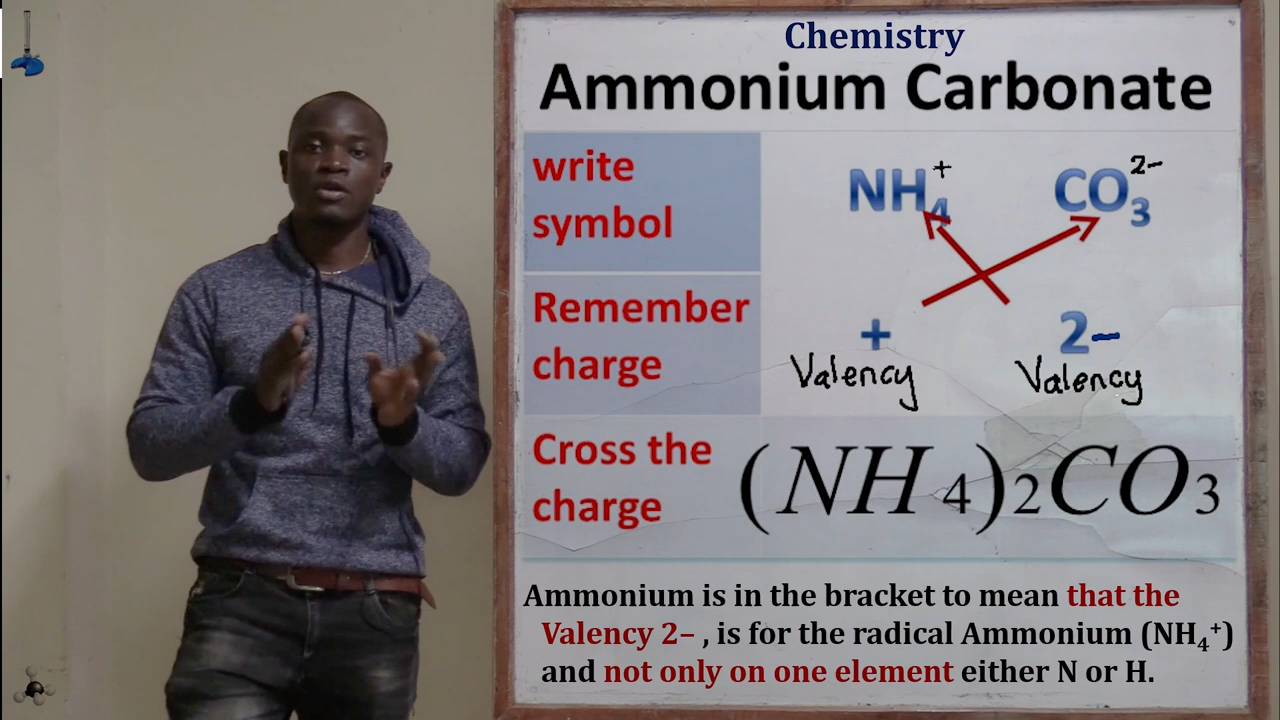 Chemistry
Ammonium Carbonate
write
symbol
NH₄⁺ CO₃²⁻
Remember
charge
+ 2−
Valency Valency
Cross the
charge
(NH₄)₂CO₃
Ammonium is in the bracket to mean that the
Valency 2− , is for the radical Ammonium (NH₄⁺)
and not only on one element either N or H.